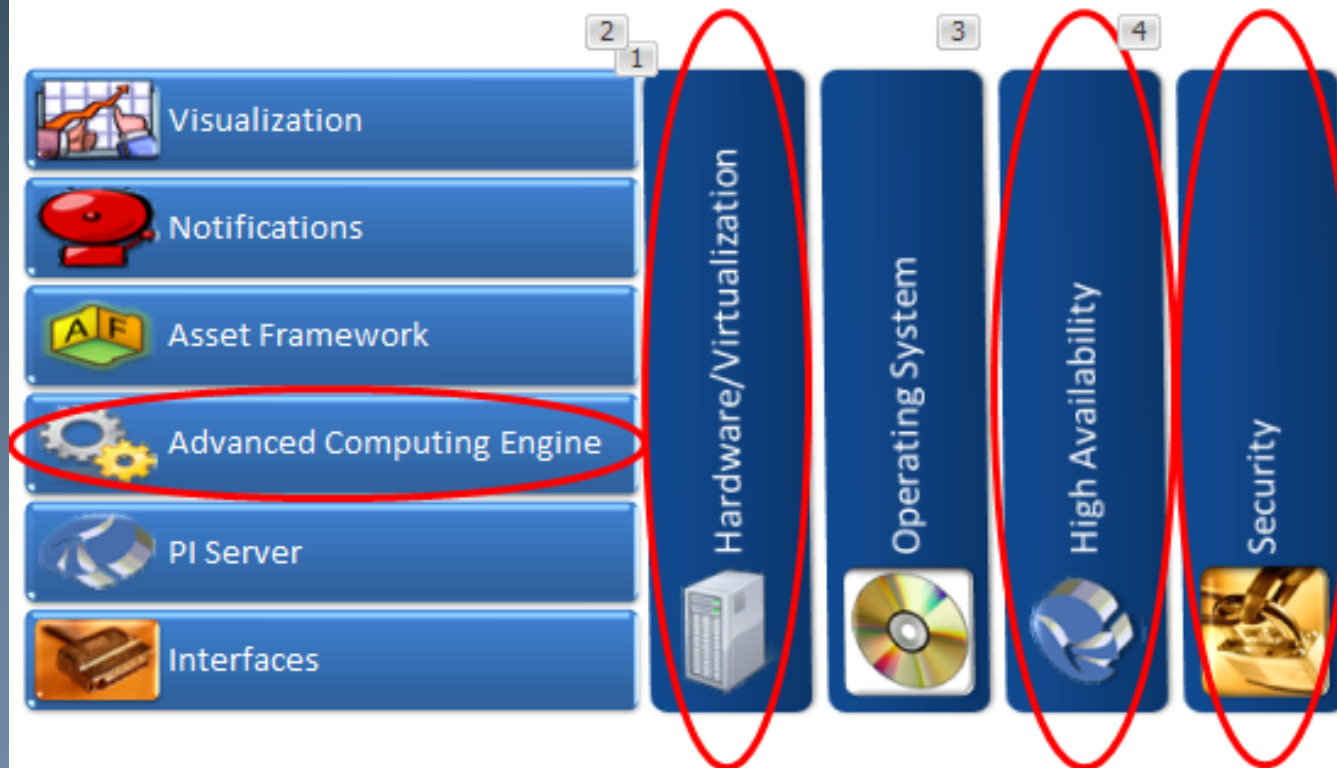 2
1
3
4
Visualization
Notifications
Asset Framework
Advanced Computing Engine
PI Server
Interfaces
Hardware/Virtualization
Operating System
High Availability
Security
A F